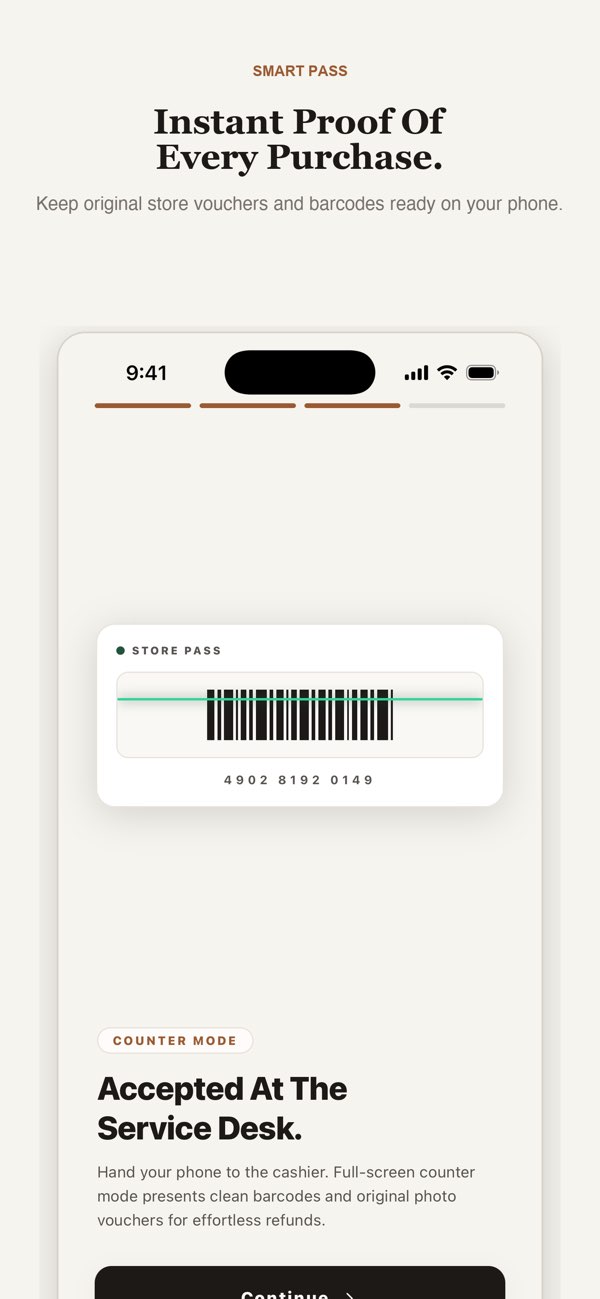 SMART PASS
Instant Proof Of
Every Purchase.
Keep original store vouchers and barcodes ready on your phone.
9:41
STORE PASS
4902 8192 0149
COUNTER MODE
Accepted At The
Service Desk.
Hand your phone to the cashier. Full-screen counter
mode presents clean barcodes and original photo
vouchers for effortless refunds.
Continue